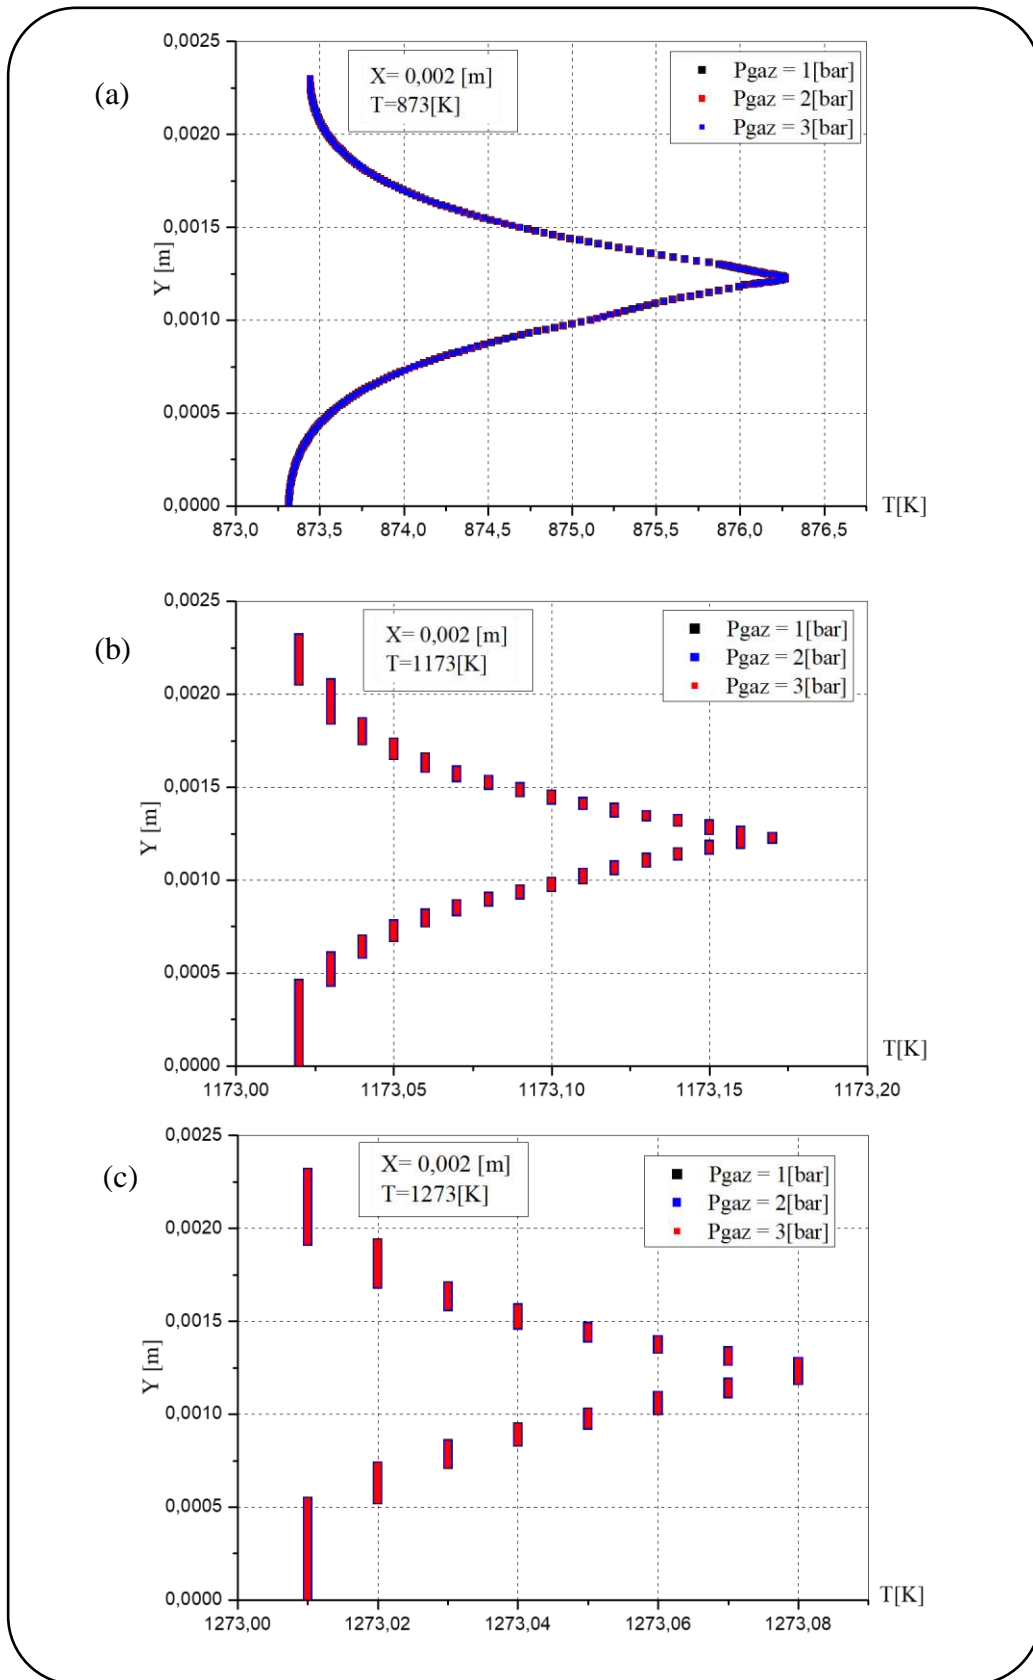 (a)
0,0025
0,0020
0,0015
0,0010
0,0005
0,0000
Y [m]
X= 0,002 [m]
T=873[K]
Pgaz = 1[bar]
Pgaz = 2[bar]
Pgaz = 3[bar]
873,0 873,5 874,0 874,5 875,0 875,5 876,0 876,5
T[K]
(b)
0,0025
0,0020
0,0015
0,0010
0,0005
0,0000
Y [m]
X= 0,002 [m]
T=1173[K]
Pgaz = 1[bar]
Pgaz = 2[bar]
Pgaz = 3[bar]
T[K]
1173,00 1173,05 1173,10 1173,15 1173,20
(c)
0,0025
0,0020
0,0015
0,0010
0,0005
0,0000
Y [m]
X= 0,002 [m]
T=1273[K]
Pgaz = 1[bar]
Pgaz = 2[bar]
Pgaz = 3[bar]
T[K]
1273,00 1273,02 1273,04 1273,06 1273,08